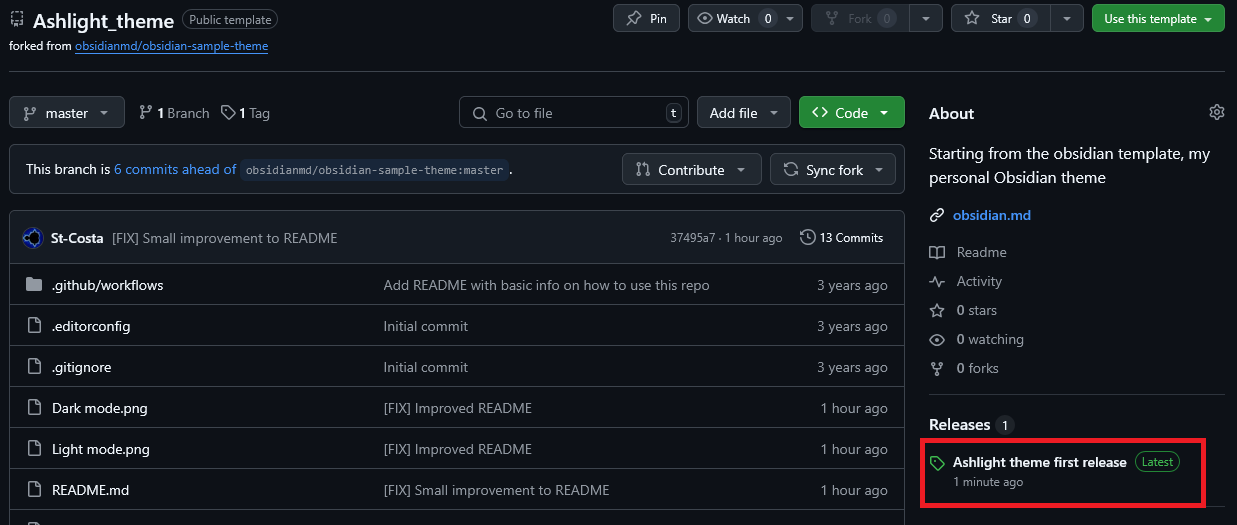 Ashlight_theme Public template Pin Watch 0 Fork 0 Star 0 Use this template
forked from obsidianmd/obsidian-sample-theme
master 1 Branch 1 Tag Go to file t Add file Code
This branch is 6 commits ahead of obsidianmd/obsidian-sample-theme:master. Contribute Sync fork
St-Costa [FIX] Small improvement to README 37495a7 · 1 hour ago 13 Commits
.github/workflows Add README with basic info on how to use this repo 3 years ago
.editorconfig Initial commit 3 years ago
.gitignore Initial commit 3 years ago
Dark mode.png [FIX] Improved README 1 hour ago
Light mode.png [FIX] Improved README 1 hour ago
README.md [FIX] Small improvement to README 1 hour ago
About
Starting from the obsidian template, my
personal Obsidian theme
obsidian.md
Readme
Activity
0 stars
0 watching
0 forks
Releases 1
Ashlight theme first release Latest
1 minute ago